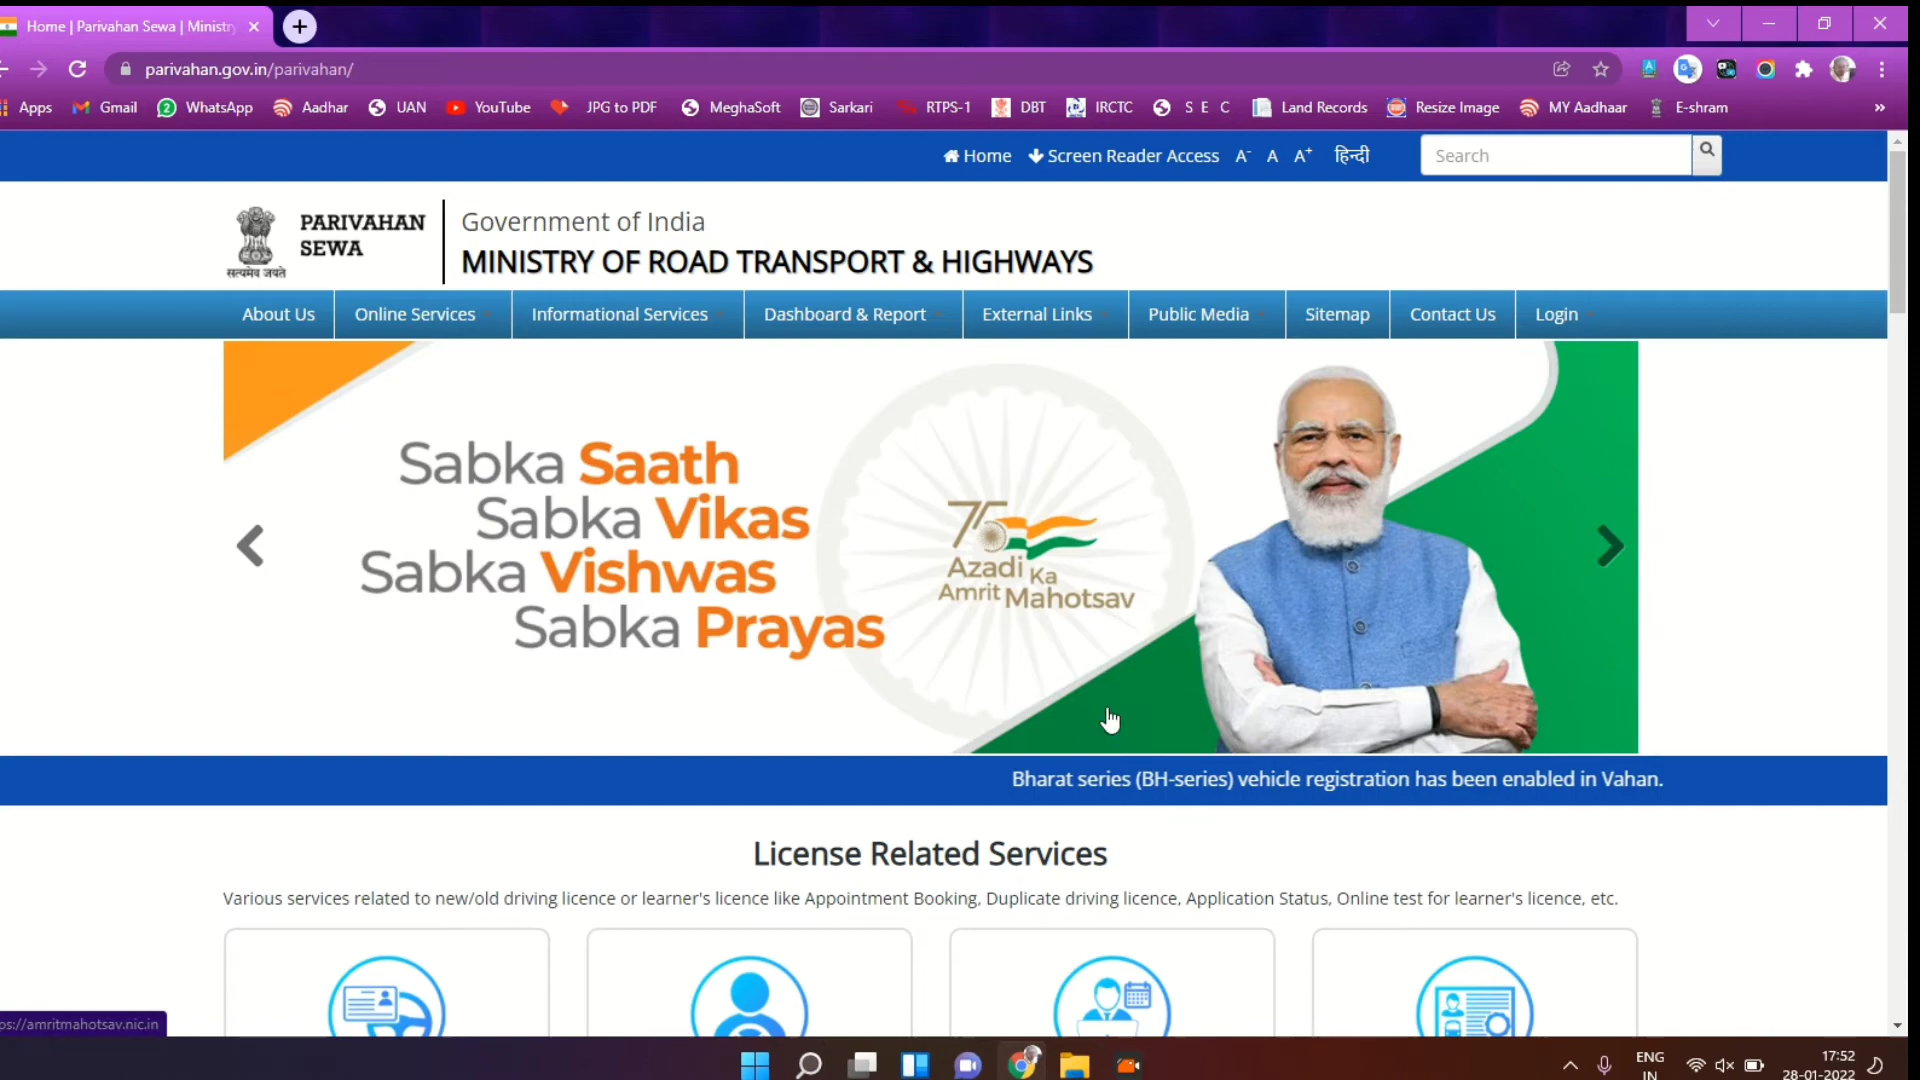 Home | Parivahan Sewa | Ministry
parivahan.gov.in/parivahan/
Apps Gmail WhatsApp Aadhar UAN YouTube JPG to PDF MeghaSoft Sarkari RTPS-1 DBT IRCTC S E C Land Records Resize Image MY Aadhaar E-shram »
Home Screen Reader Access A- A A+ हिन्दी Search
PARIVAHAN
SEWA
सत्यमेव जयते
Government of India
MINISTRY OF ROAD TRANSPORT & HIGHWAYS
About Us Online Services Informational Services Dashboard & Report External Links Public Media Sitemap Contact Us Login
Sabka Saath
Sabka Vikas
Sabka Vishwas
Sabka Prayas
75
Azadi Ka
Amrit Mahotsav
Bharat series (BH-series) vehicle registration has been enabled in Vahan.
License Related Services
Various services related to new/old driving licence or learner's licence like Appointment Booking, Duplicate driving licence, Application Status, Online test for learner's licence, etc.
ps://amritmahotsav.nic.in
ENG
IN
17:52
28-01-2022